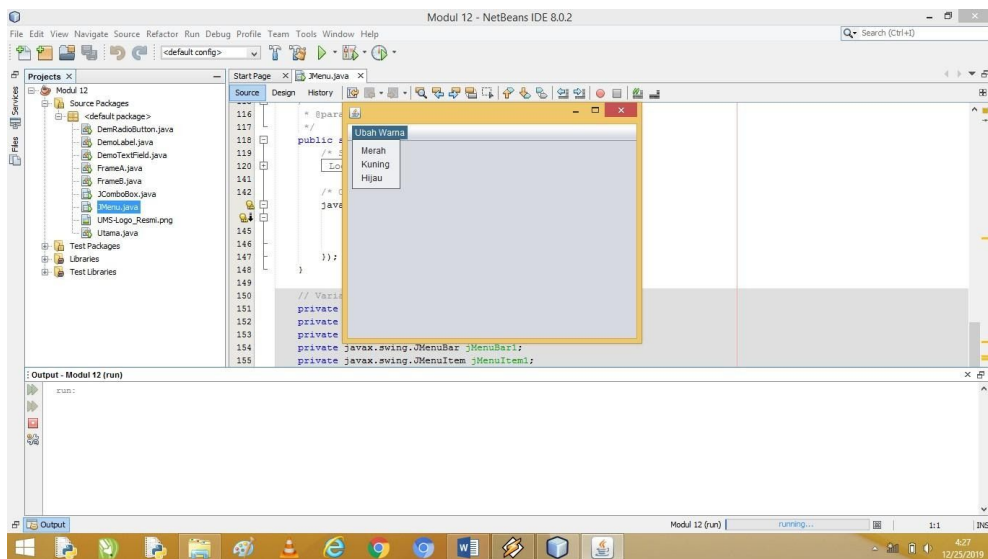 Modul 12 - NetBeans IDE 8.0.2
File Edit View Navigate Source Refactor Run Debug Profile Team Tools Window Help
Search (Ctrl+I)
<default config>
Projects
Start Page
JMenu.java
Source Design History
Services
Files
Modul 12
Source Packages
<default package>
DemRadioButton.java
DemoLabel.java
DemoTextField.java
FrameA.java
FrameB.java
JComboBox.java
JMenu.java
UMS-Logo_Resmi.png
Utama.java
Test Packages
Libraries
Test Libraries
116 * @para
117 */
118 public s
119 /* S
120 Lo
141
142 /* C
java
145
146
147 });
148 }
149
150 // Varia
151 private
152 private
153 private
154 private javax.swing.JMenuBar jMenuBar1;
155 private javax.swing.JMenuItem jMenuItem1;
Ubah Warna
Merah
Kuning
Hijau
Output - Modul 12 (run)
run:
Output
Modul 12 (run)
running...
1:1
INS
4:27
12/25/2019